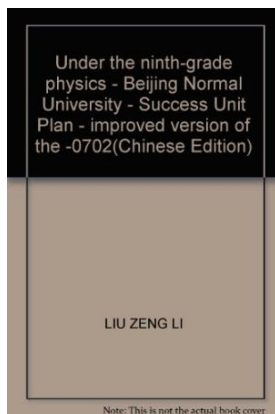 Under the ninth-grade
physics - Beijing Normal
University - Success Unit
Plan - improved version of
the -0702(Chinese Edition)
LIU ZENG LI
Note: This is not the actual book cover